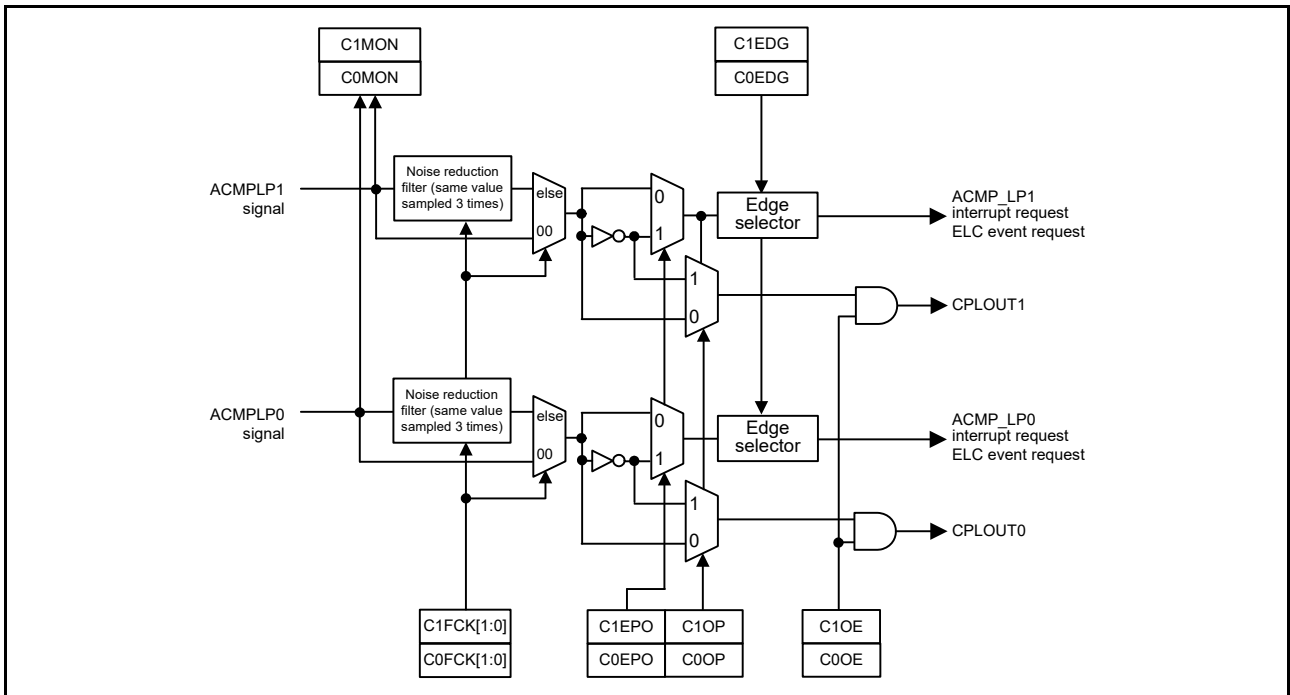 C1MON
C0MON
C1EDG
C0EDG
ACMPLP1
signal
Noise reduction
filter (same value
sampled 3 times)
else
00
0
1
Edge
selector
ACMP_LP1
interrupt request
ELC event request
1
0
CPLOUT1
ACMPLP0
signal
Noise reduction
filter (same value
sampled 3 times)
else
00
0
1
Edge
selector
ACMP_LP0
interrupt request
ELC event request
1
0
CPLOUT0
C1FCK[1:0]
C0FCK[1:0]
C1EPO
C1OP
C0EPO
C0OP
C1OE
C0OE